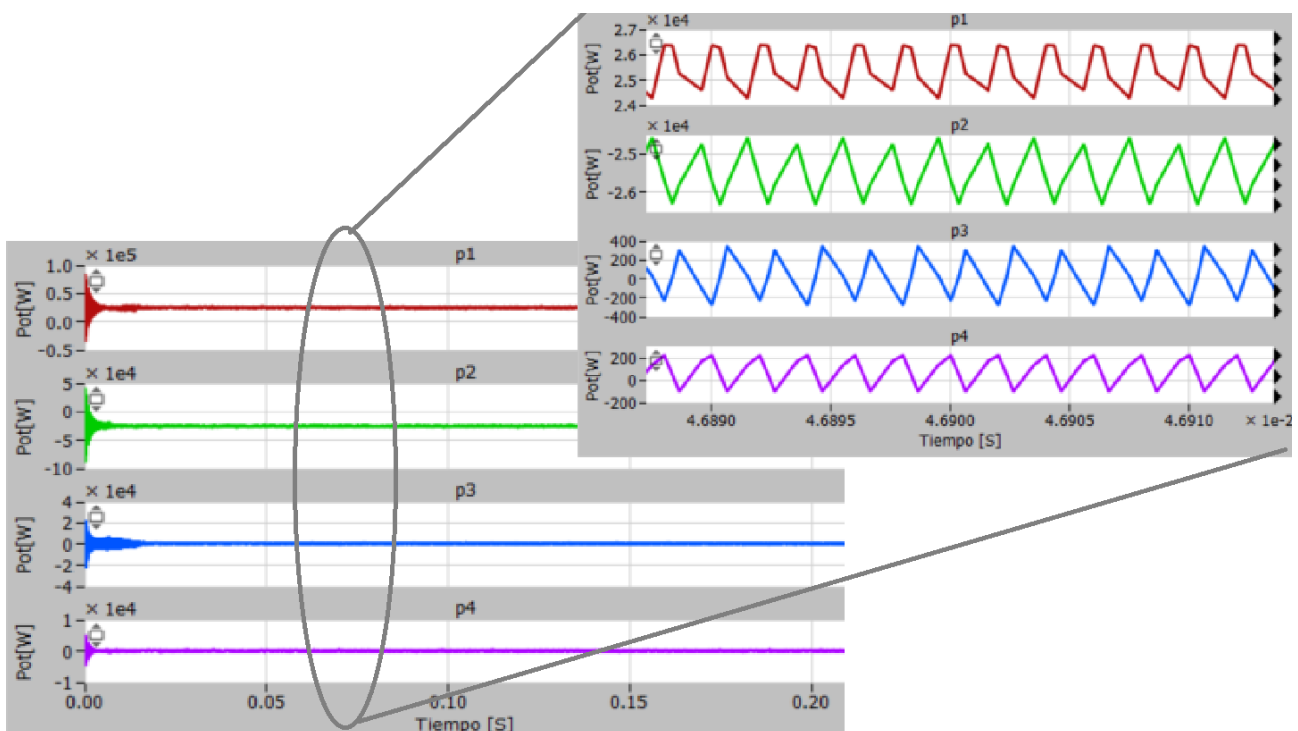 × 1e4 p1
2.7
2.6
2.5
2.4
Pot[W]
× 1e4 p2
-25
-26
Pot[W]
p3
400
200
0
-200
-400
Pot[W]
p4
200
0
-200
Pot[W]
4.6890 4.6895 4.6900 4.6905 4.6910 × 1e-2
Tiempo [S]
× 1e5 p1
1.0
0.5
0.0
-0.5
Pot[W]
× 1e4 p2
5
0
-5
-10
Pot[W]
× 1e4 p3
4
2
0
-2
-4
Pot[W]
× 1e4 p4
1
0
-1
Pot[W]
0.00 0.05 0.10 0.15 0.20
Tiempo [S]